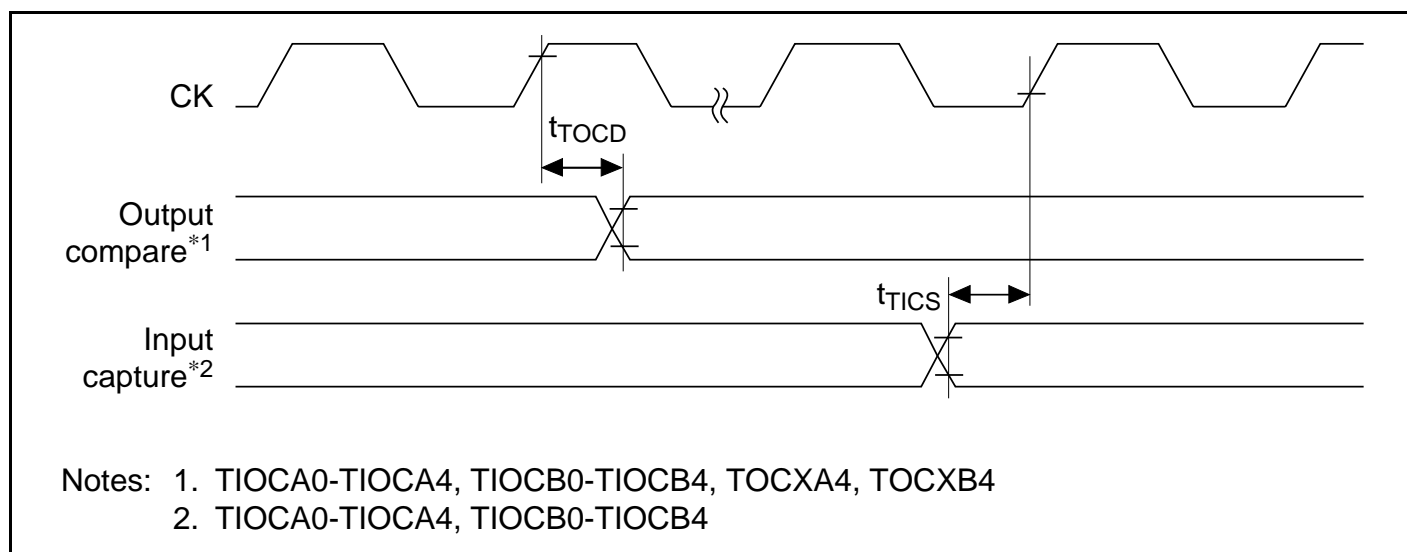 CK
tTOCD
Output
compare*1
tTICS
Input
capture*2
Notes: 1. TIOCA0-TIOCA4, TIOCB0-TIOCB4, TOCXA4, TOCXB4
2. TIOCA0-TIOCA4, TIOCB0-TIOCB4